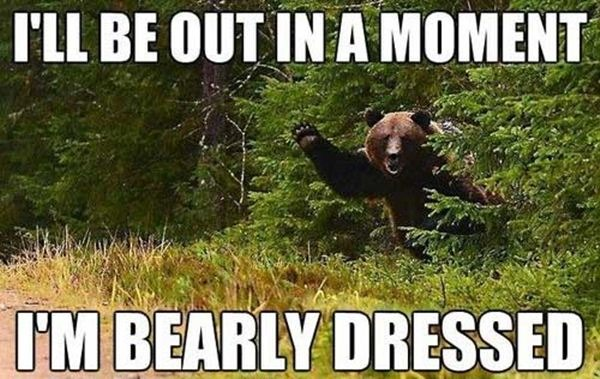 I'LL BE OUT IN A MOMENT
I'M BEARLY DRESSED